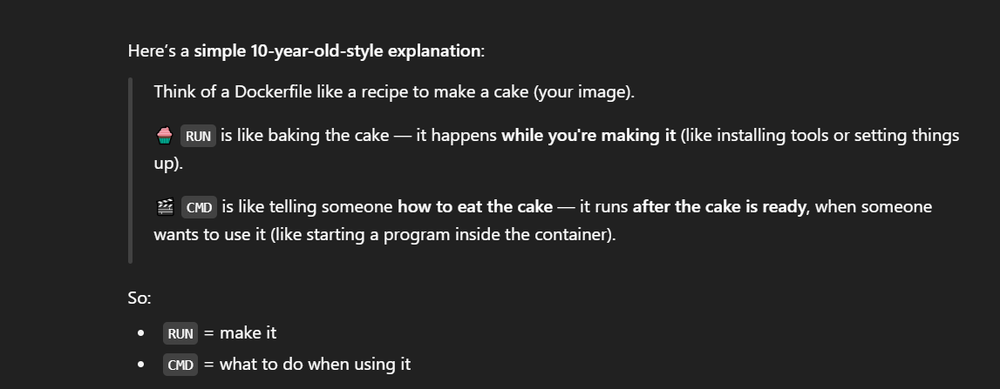 Here’s a simple 10-year-old-style explanation:
Think of a Dockerfile like a recipe to make a cake (your image).
🧁 RUN is like baking the cake — it happens while you're making it (like installing tools or setting things
up).
🎬 CMD is like telling someone how to eat the cake — it runs after the cake is ready, when someone
wants to use it (like starting a program inside the container).
So:
• RUN = make it
• CMD = what to do when using it